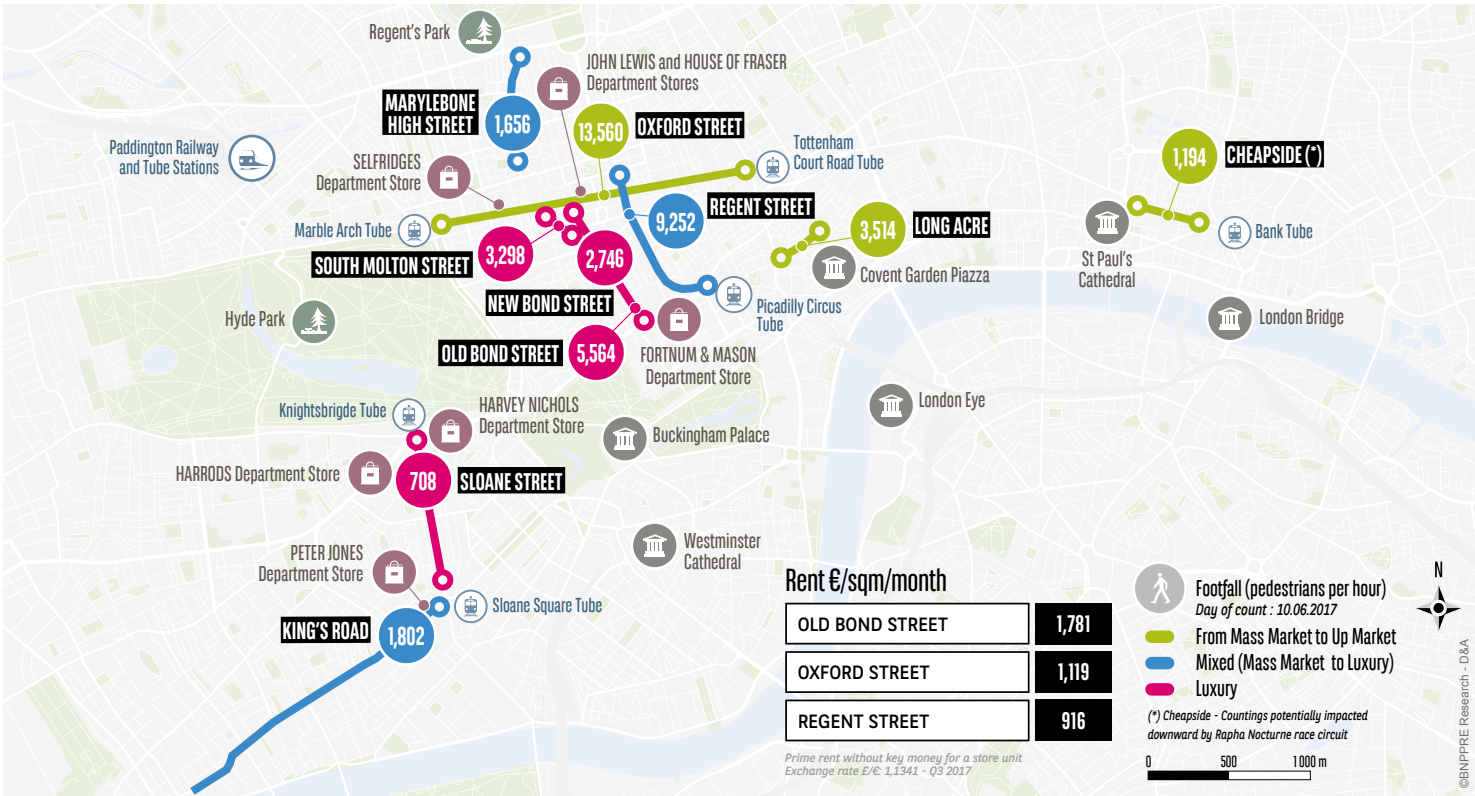 Regent's Park
JOHN LEWIS and HOUSE OF FRASER
Department Stores
MARYLEBONE
HIGH STREET
1,656
13,560
OXFORD STREET
Paddington Railway
and Tube Stations
SELFRIDGES
Department Store
Tottenham
Court Road Tube
1,194
CHEAPSIDE (*)
Marble Arch Tube
REGENT STREET
9,252
3,514
LONG ACRE
SOUTH MOLTON STREET
3,298
2,746
Covent Garden Piazza
St Paul's
Cathedral
Bank Tube
NEW BOND STREET
Picadilly Circus
Tube
Hyde Park
London Bridge
OLD BOND STREET
5,564
FORTNUM & MASON
Department Store
Knightsbrigde Tube
HARVEY NICHOLS
Department Store
London Eye
Buckingham Palace
HARRODS Department Store
708
SLOANE STREET
Westminster
Cathedral
PETER JONES
Department Store
Sloane Square Tube
KING'S ROAD
1,802
Rent €/sqm/month
OLD BOND STREET 1,781
OXFORD STREET 1,119
REGENT STREET 916
Prime rent without key money for a store unit
Exchange rate £/€: 1,1341 - Q3 2017
N
Footfall (pedestrians per hour)
Day of count : 10.06.2017
From Mass Market to Up Market
Mixed (Mass Market to Luxury)
Luxury
(*) Cheapside - Countings potentially impacted
downward by Rapha Nocturne race circuit
0 500 1 000 m
©BNPPRE Research - D&A